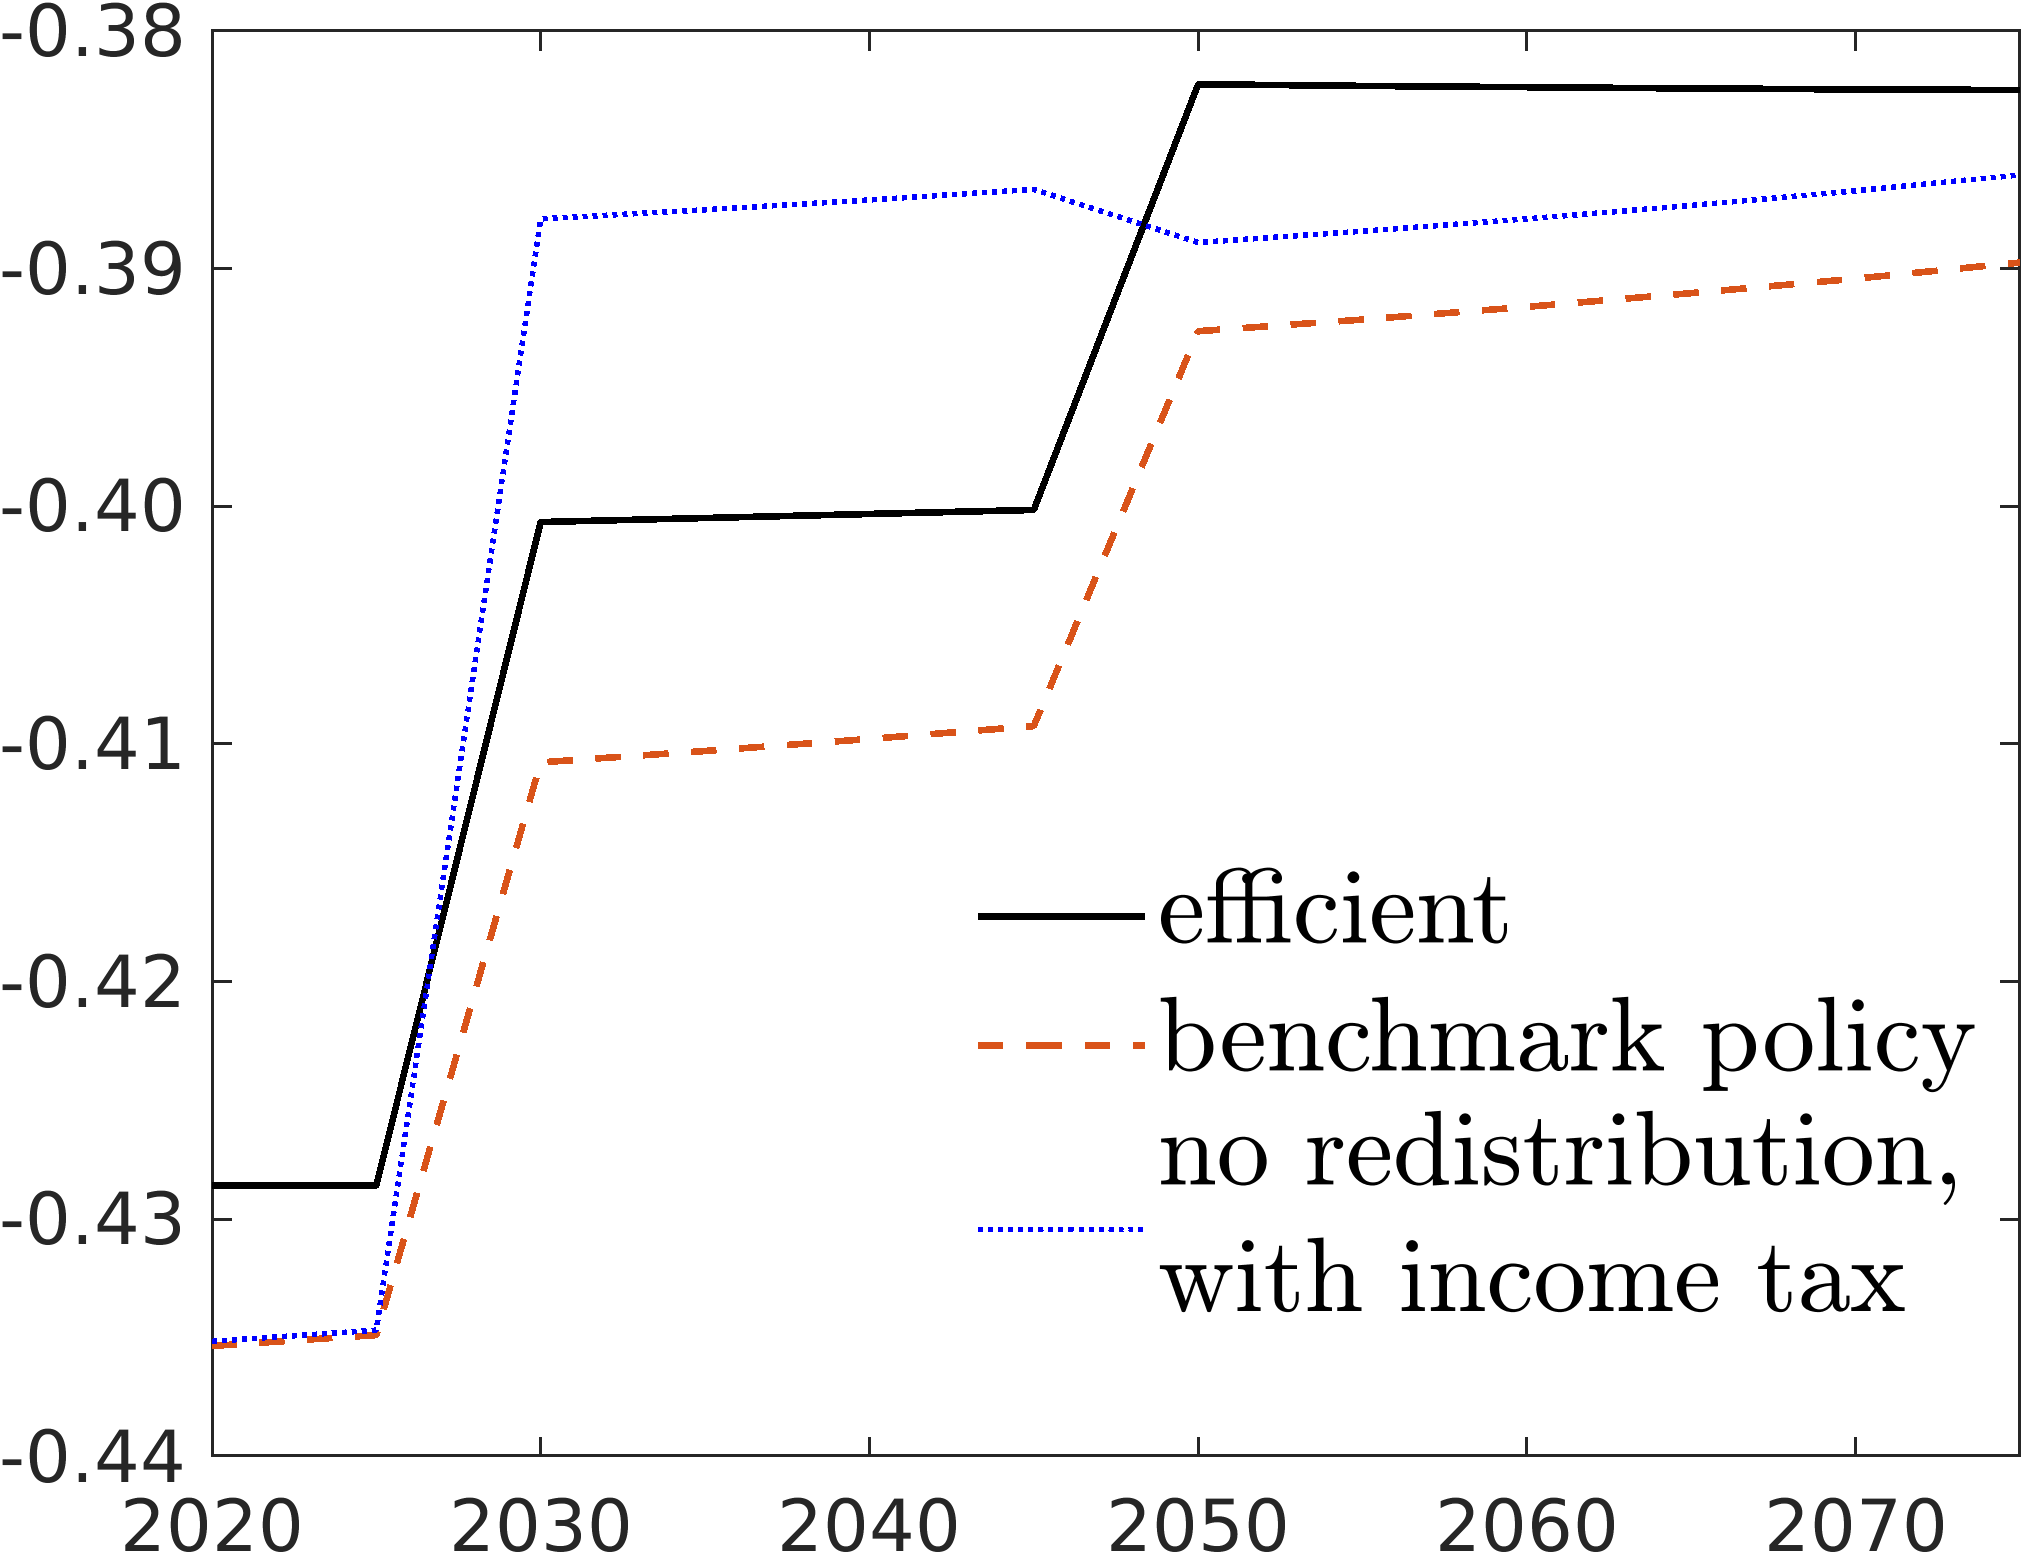 -0.38
-0.39
-0.40
-0.41
-0.42
-0.43
-0.44
efficient
benchmark policy
no redistribution,
with income tax
2020 2030 2040 2050 2060 2070